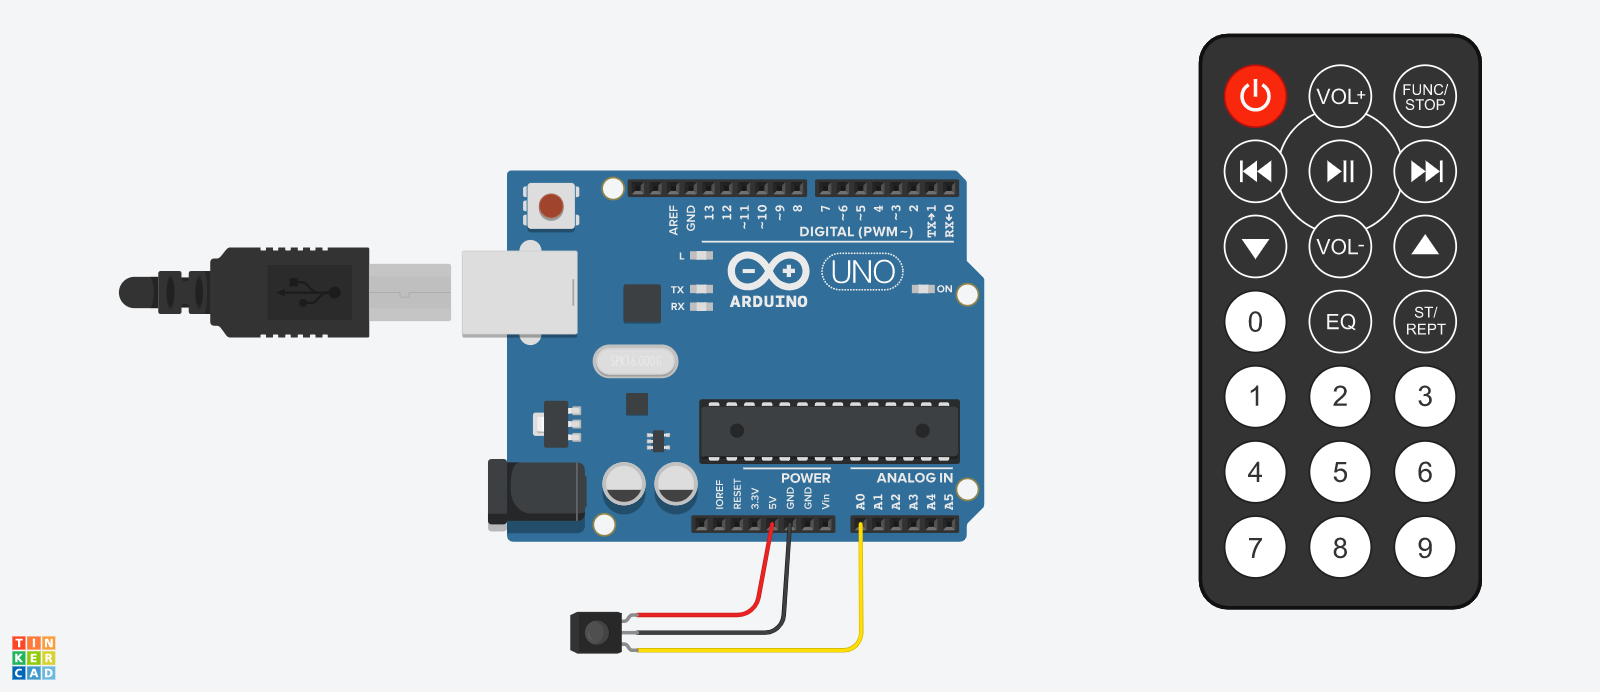 VOL+
FUNC/
STOP
VOL-
0
EQ
ST/
REPT
1
2
3
4
5
6
7
8
9
AREF
GND
13
12
~11
~10
~9
8
7
~6
~5
4
~3
2
TX→1
RX←0
DIGITAL (PWM~)
L
TX
RX
ARDUINO
UNO
ON
SPK16.000G
POWER
ANALOG IN
IOREF
RESET
3.3V
5V
GND
GND
Vin
A0
A1
A2
A3
A4
A5
TIN
KER
CAD